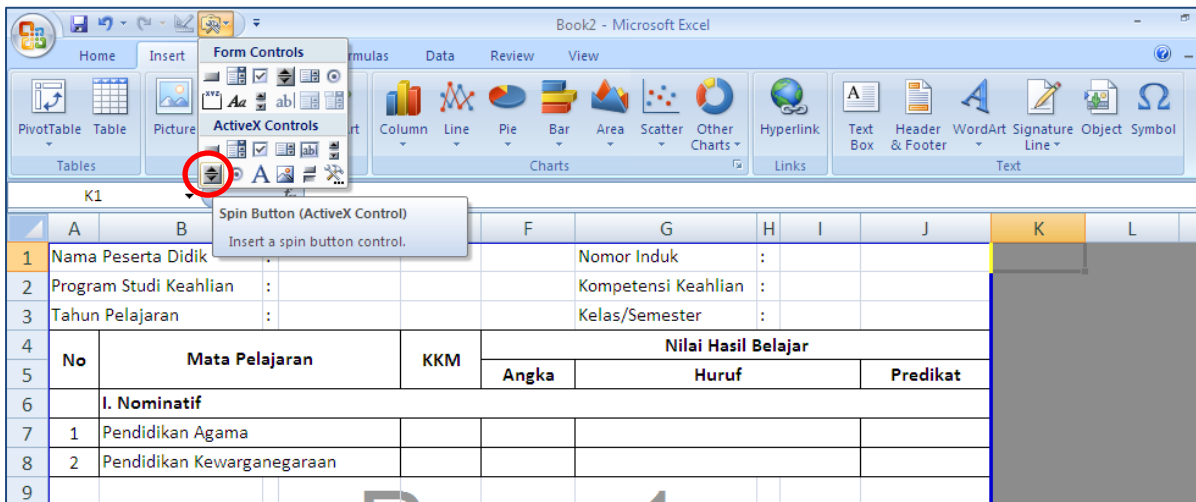 Book2 - Microsoft Excel
Home Insert rmulas Data Review View
Form Controls
XYZ Aa ab|
ActiveX Controls
ab|
A
PivotTable Table Picture rt Column Line Pie Bar Area Scatter Other Charts Hyperlink Text Box Header & Footer WordArt Signature Line Object Symbol
Tables Charts Links Text
K1
Spin Button (ActiveX Control)
Insert a spin button control.
A B F G H I J K L
1 Nama Peserta Didik : Nomor Induk :
2 Program Studi Keahlian : Kompetensi Keahlian :
3 Tahun Pelajaran : Kelas/Semester :
4 No Mata Pelajaran KKM Nilai Hasil Belajar
5 Angka Huruf Predikat
6 I. Nominatif
7 1 Pendidikan Agama
8 2 Pendidikan Kewarganegaraan
9